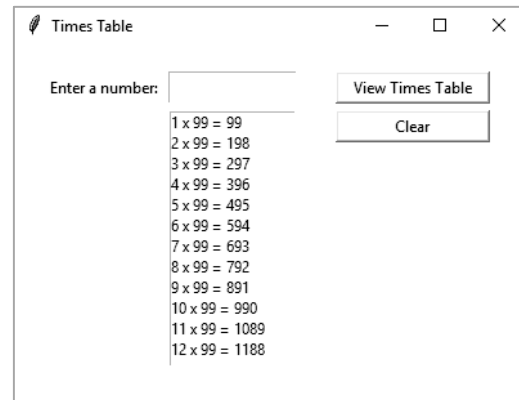 Times Table
Enter a number:
View Times Table
Clear
1 x 99 = 99
2 x 99 = 198
3 x 99 = 297
4 x 99 = 396
5 x 99 = 495
6 x 99 = 594
7 x 99 = 693
8 x 99 = 792
9 x 99 = 891
10 x 99 = 990
11 x 99 = 1089
12 x 99 = 1188